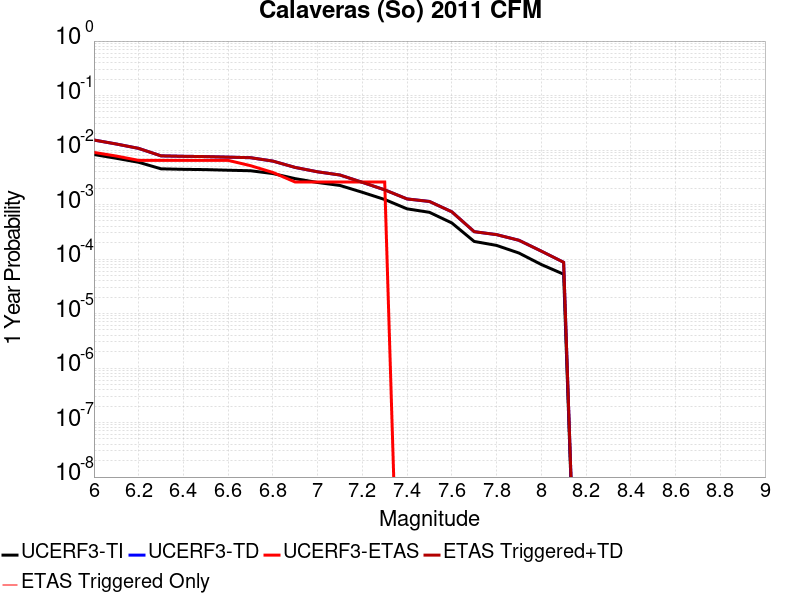 Calaveras (So) 2011 CFM
10 0
10 -1
10 -2
10 -3
10 -4
10 -5
10 -6
10 -7
10 -8
1 Year Probability
6 6.2 6.4 6.6 6.8 7 7.2 7.4 7.6 7.8 8 8.2 8.4 8.6 8.8 9
Magnitude
UCERF3-TI UCERF3-TD UCERF3-ETAS ETAS Triggered+TD
ETAS Triggered Only